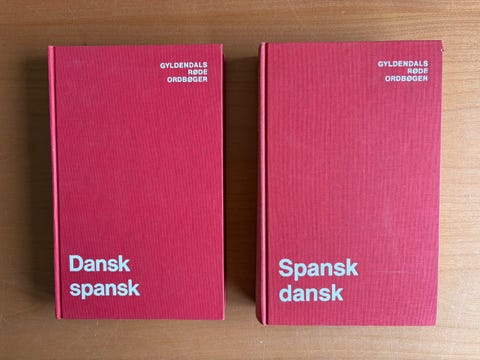 GYLDENDALS
RØDE
ORDBØGER
Dansk
spansk
GYLDENDALS
RØDE
ORDBØGER
Spansk
dansk